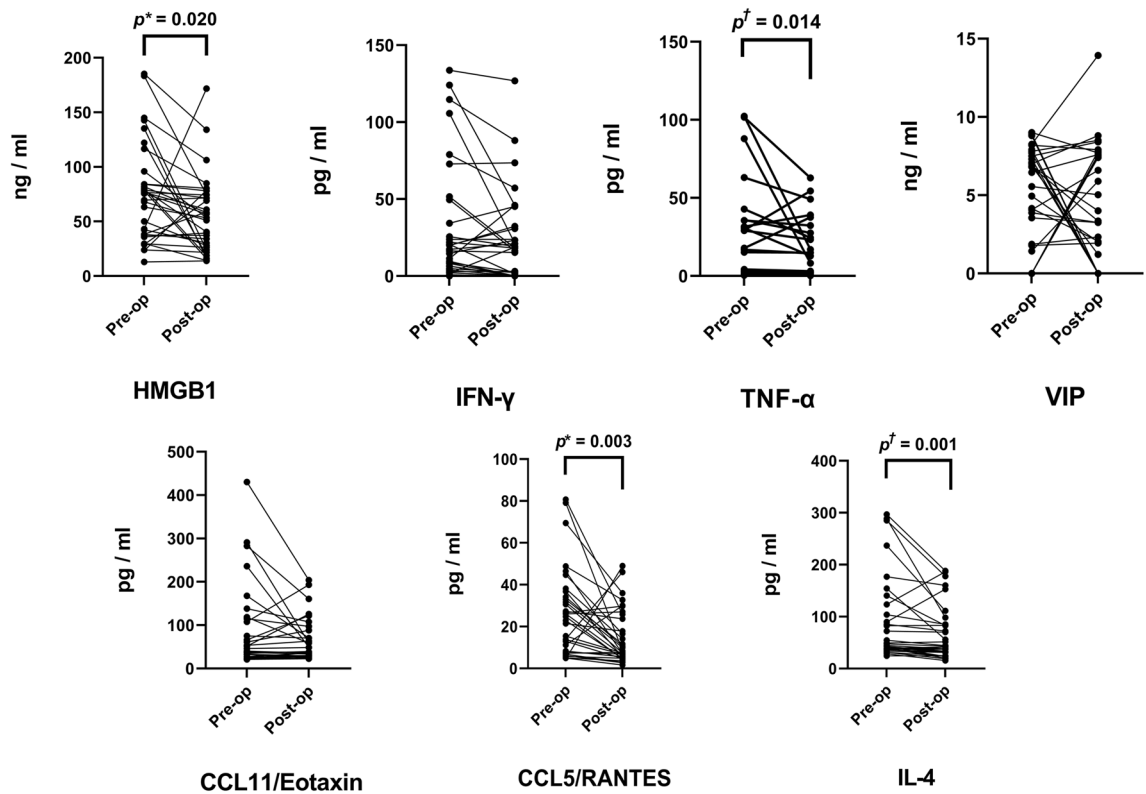 p* = 0.020
200
150
100
50
0
ng / ml
Pre-op
Post-op
HMGB1
150
100
50
0
pg / ml
Pre-op
Post-op
IFN-γ
p† = 0.014
150
100
50
0
pg / ml
Pre-op
Post-op
TNF-α
15
10
5
0
ng / ml
Pre-op
Post-op
VIP
500
400
300
200
100
0
pg / ml
Pre-op
Post-op
CCL11/Eotaxin
p* = 0.003
100
80
60
40
20
0
pg / ml
Pre-op
Post-op
CCL5/RANTES
p† = 0.001
400
300
200
100
0
pg / ml
Pre-op
Post-op
IL-4